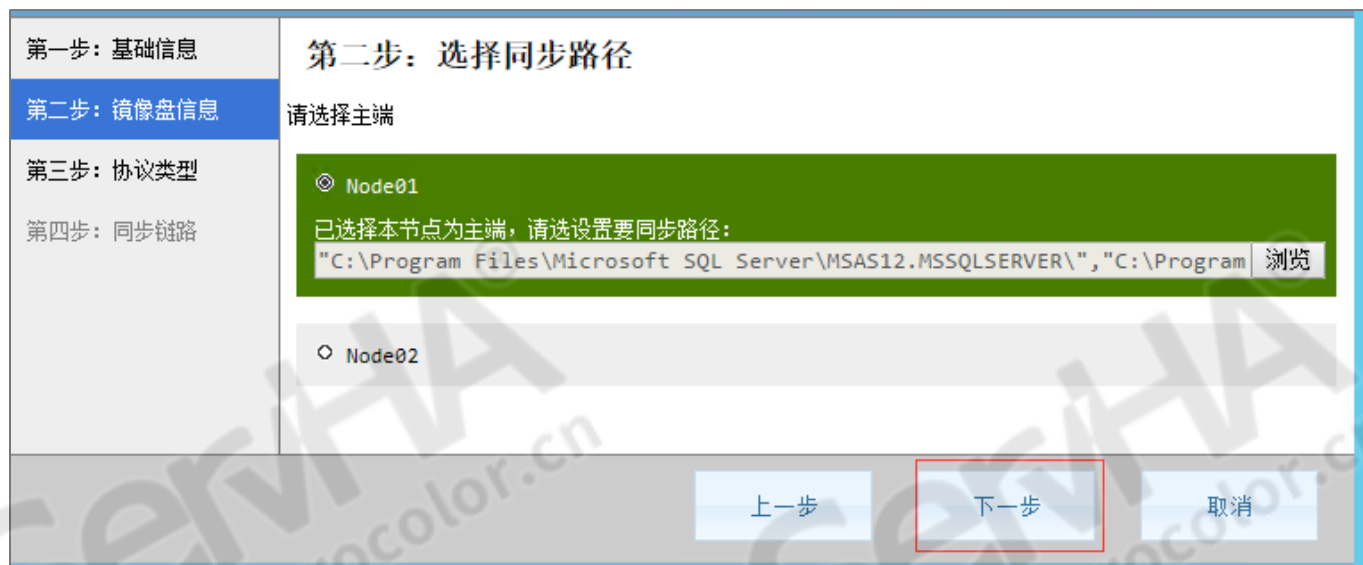 第一步：基础信息
第二步：镜像盘信息
第三步：协议类型
第四步：同步链路
第二步：选择同步路径
请选择主端
Node01
已选择本节点为主端，请选设置要同步路径：
"C:\Program Files\Microsoft SQL Server\MSAS12.MSSQLSERVER\","C:\Program 浏览
Node02
上一步 下一步 取消